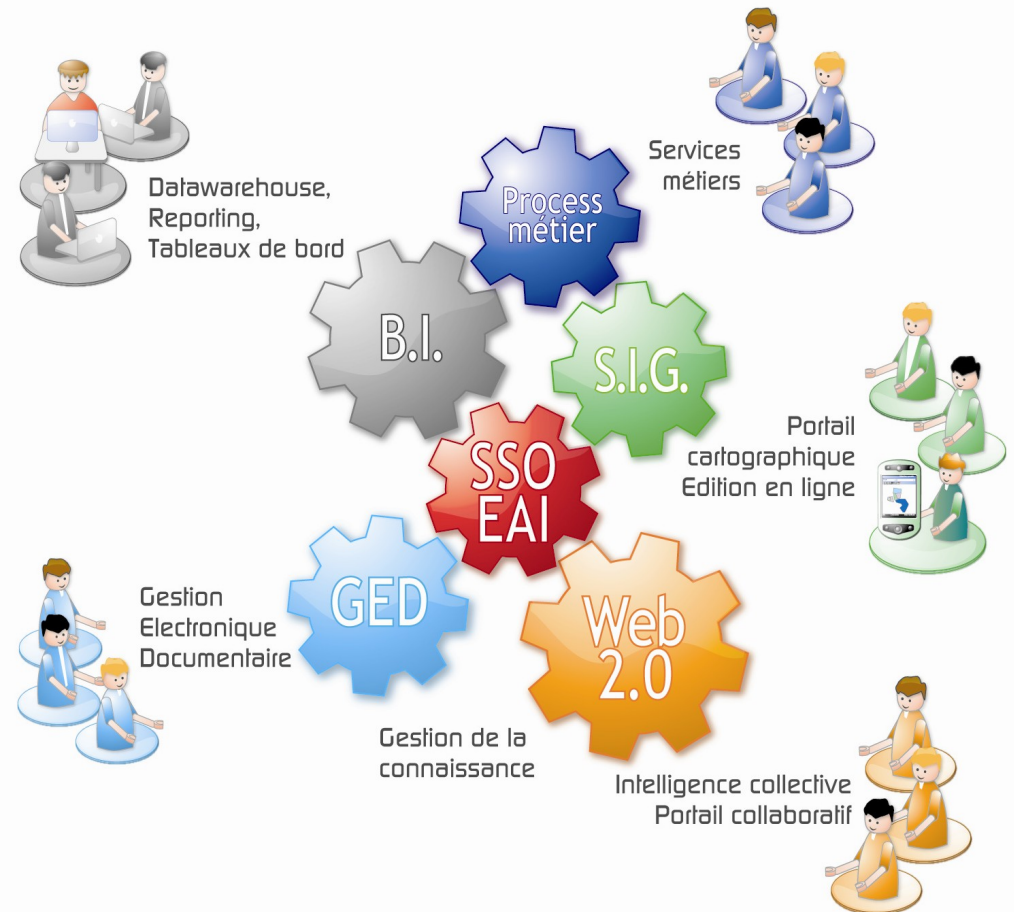 Services
métiers
Process
métier
Datawarehouse,
Reporting,
Tableaux de bord
B.I.
S.I.G.
Portail
cartographique
Edition en ligne
SSO
EAI
GED
Gestion
Electronique
Documentaire
Web
2.0
Gestion de la
connaissance
Intelligence collective
Portail collaboratif